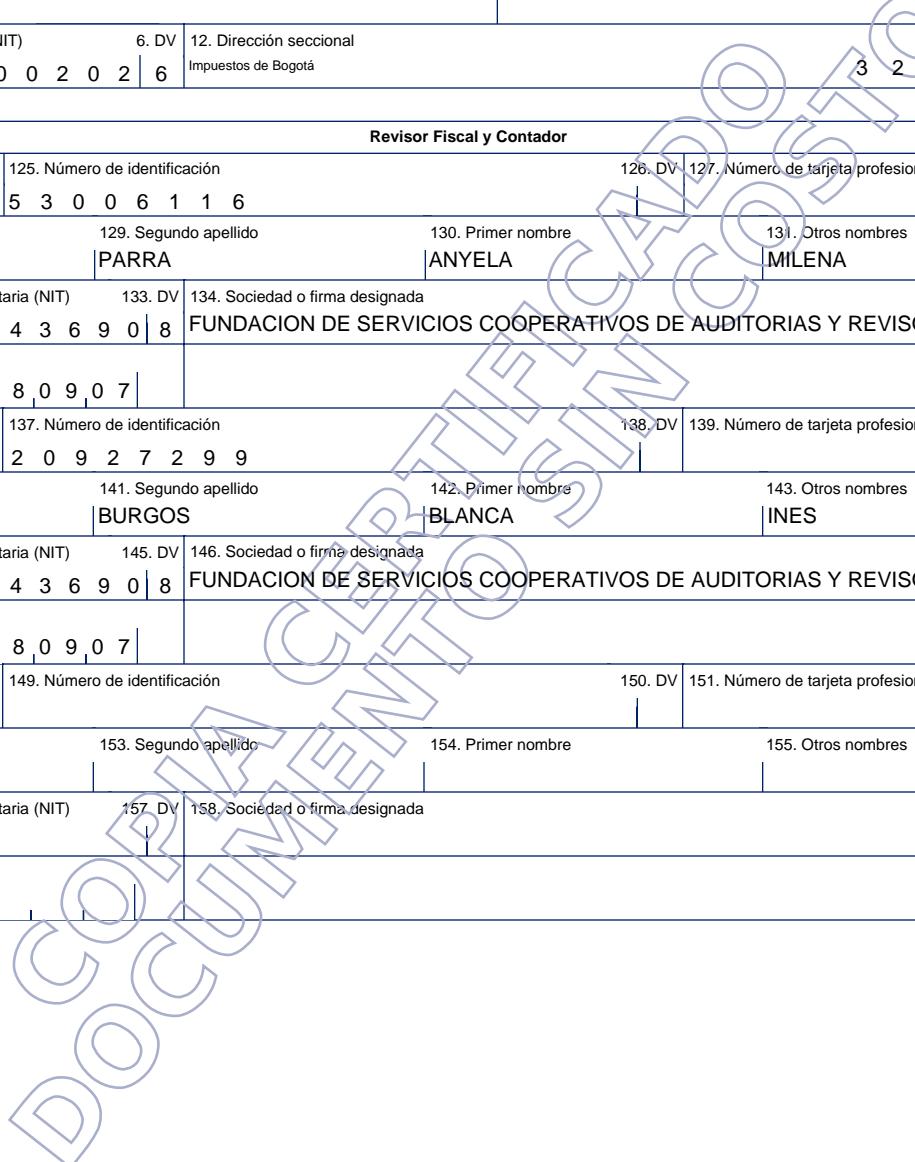 NIT) 6. DV 12. Dirección seccional
0 0 2 0 2 6 Impuestos de Bogotá 3 2
Revisor Fiscal y Contador
125. Número de identificación 126. DV 127. Número de tarjeta profesion
5 3 0 0 6 1 1 6
129. Segundo apellido 130. Primer nombre 131. Otros nombres
PARRA ANYELA MILENA
taria (NIT) 133. DV 134. Sociedad o firma designada
4 3 6 9 0 8 FUNDACION DE SERVICIOS COOPERATIVOS DE AUDITORIAS Y REVISO
8 0 9 0 7
137. Número de identificación 138. DV 139. Número de tarjeta profesion
2 0 9 2 7 2 9 9
141. Segundo apellido 142. Primer nombre 143. Otros nombres
BURGOS BLANCA INES
taria (NIT) 145. DV 146. Sociedad o firma designada
4 3 6 9 0 8 FUNDACION DE SERVICIOS COOPERATIVOS DE AUDITORIAS Y REVISO
8 0 9 0 7
149. Número de identificación 150. DV 151. Número de tarjeta profesion
153. Segundo apellido 154. Primer nombre 155. Otros nombres
taria (NIT) 157. DV 158. Sociedad o firma designada
COPIA CERTIFICADO
DOCUMENTO SIN COSTO